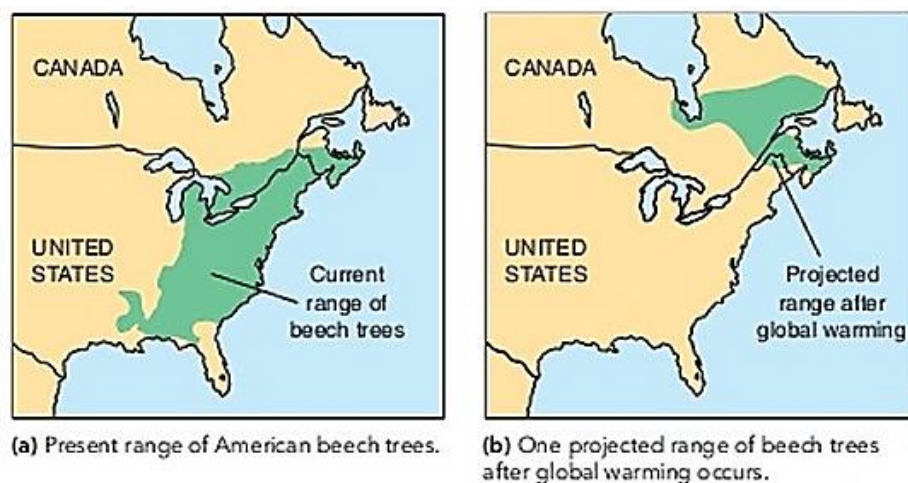 CANADA
UNITED
STATES
Current
range of
beech trees
(a) Present range of American beech trees.
CANADA
UNITED
STATES
Projected
range after
global warming
(b) One projected range of beech trees
after global warming occurs.